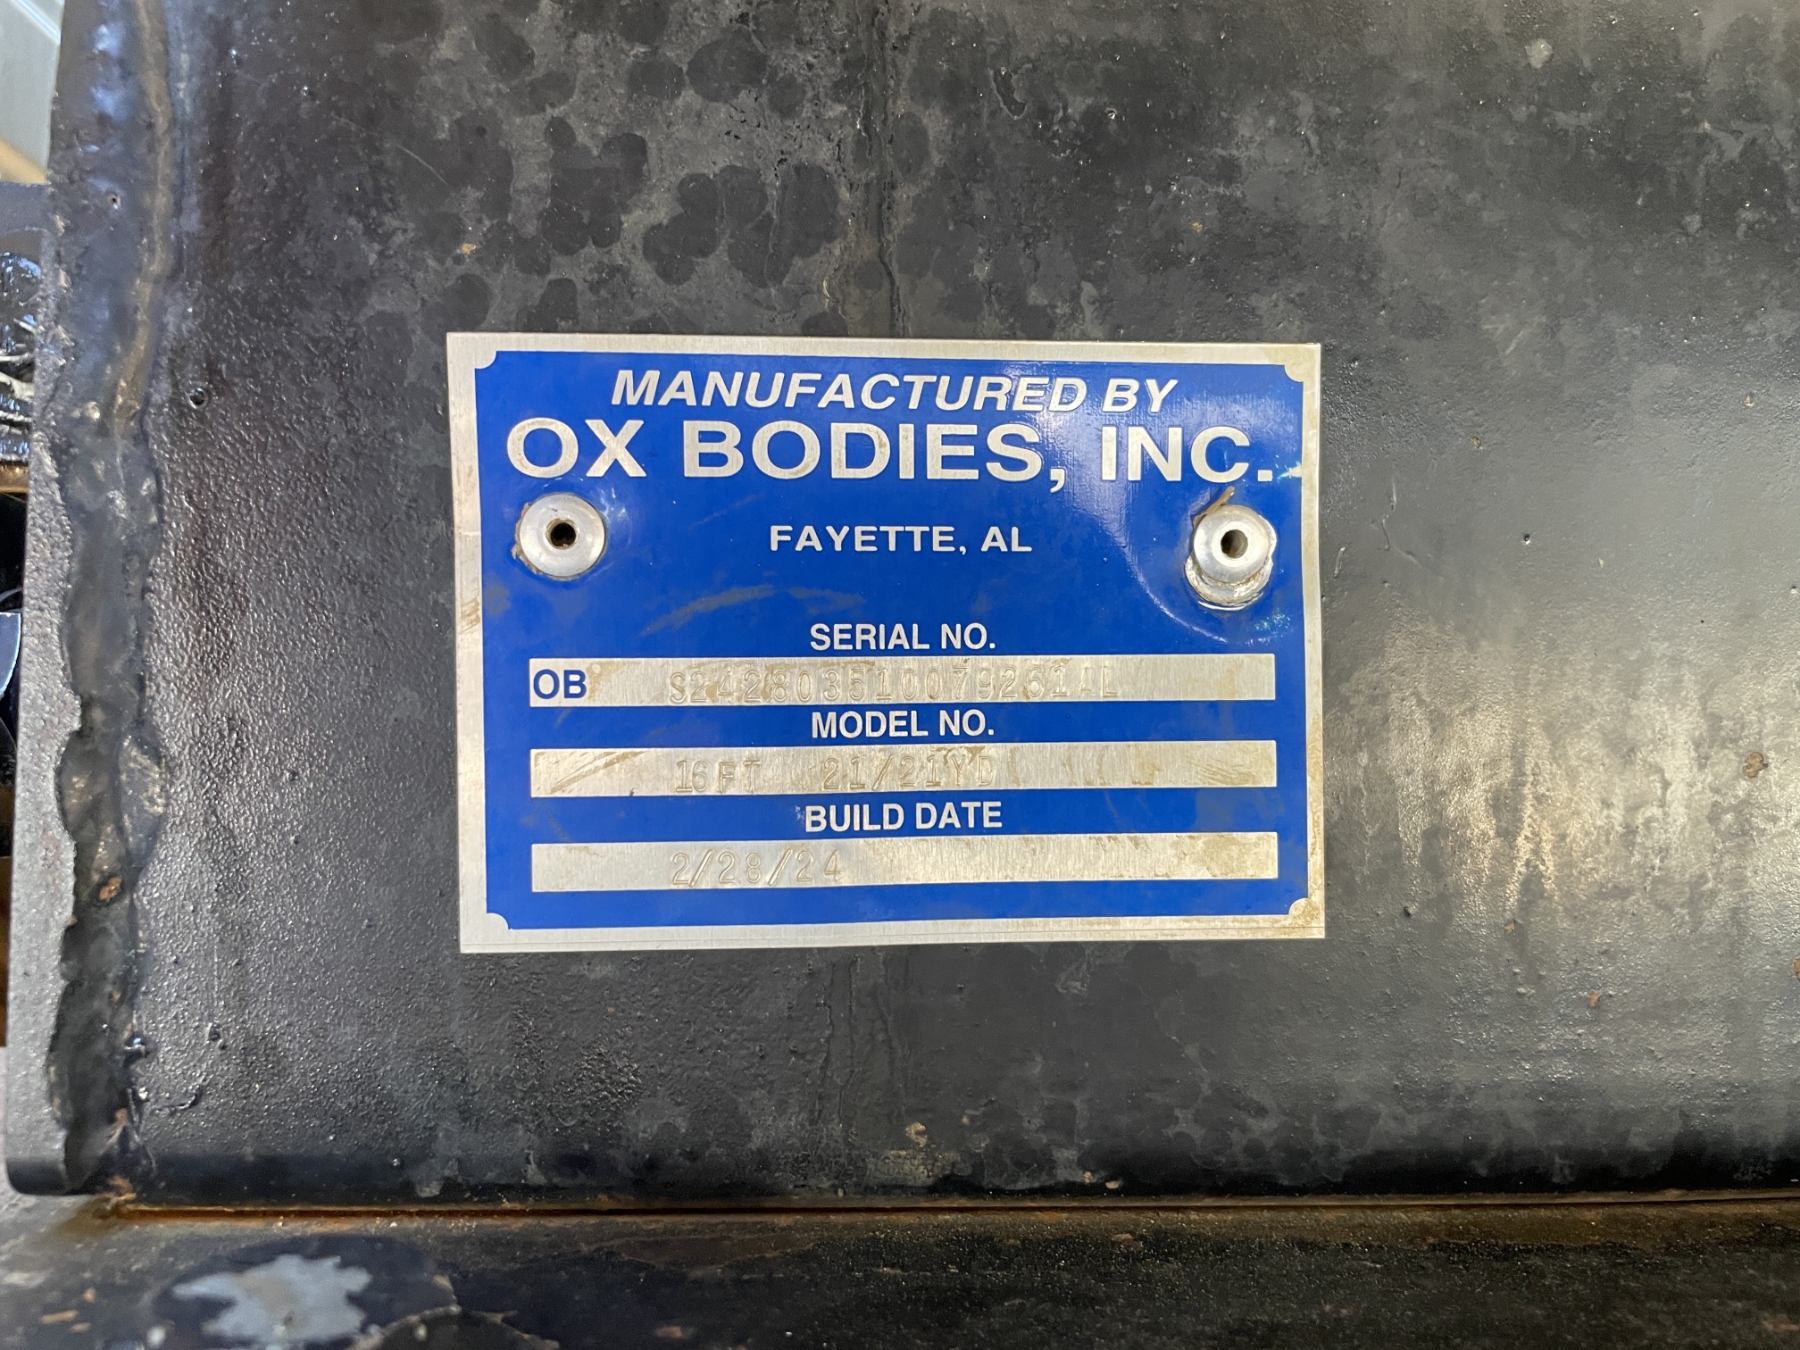 MANUFACTURED BY
OX BODIES, INC.
FAYETTE, AL
SERIAL NO.
OB S242803510079261AL
MODEL NO.
16FT 21/21YD
BUILD DATE
2/28/24